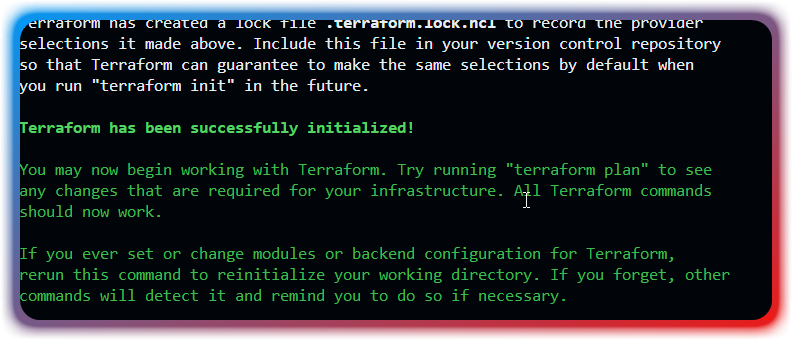 Terraform has created a lock file .terraform.lock.hcl to record the provider
selections it made above. Include this file in your version control repository
so that Terraform can guarantee to make the same selections by default when
you run "terraform init" in the future.
Terraform has been successfully initialized!
You may now begin working with Terraform. Try running "terraform plan" to see
any changes that are required for your infrastructure. All Terraform commands
should now work.
If you ever set or change modules or backend configuration for Terraform,
rerun this command to reinitialize your working directory. If you forget, other
commands will detect it and remind you to do so if necessary.